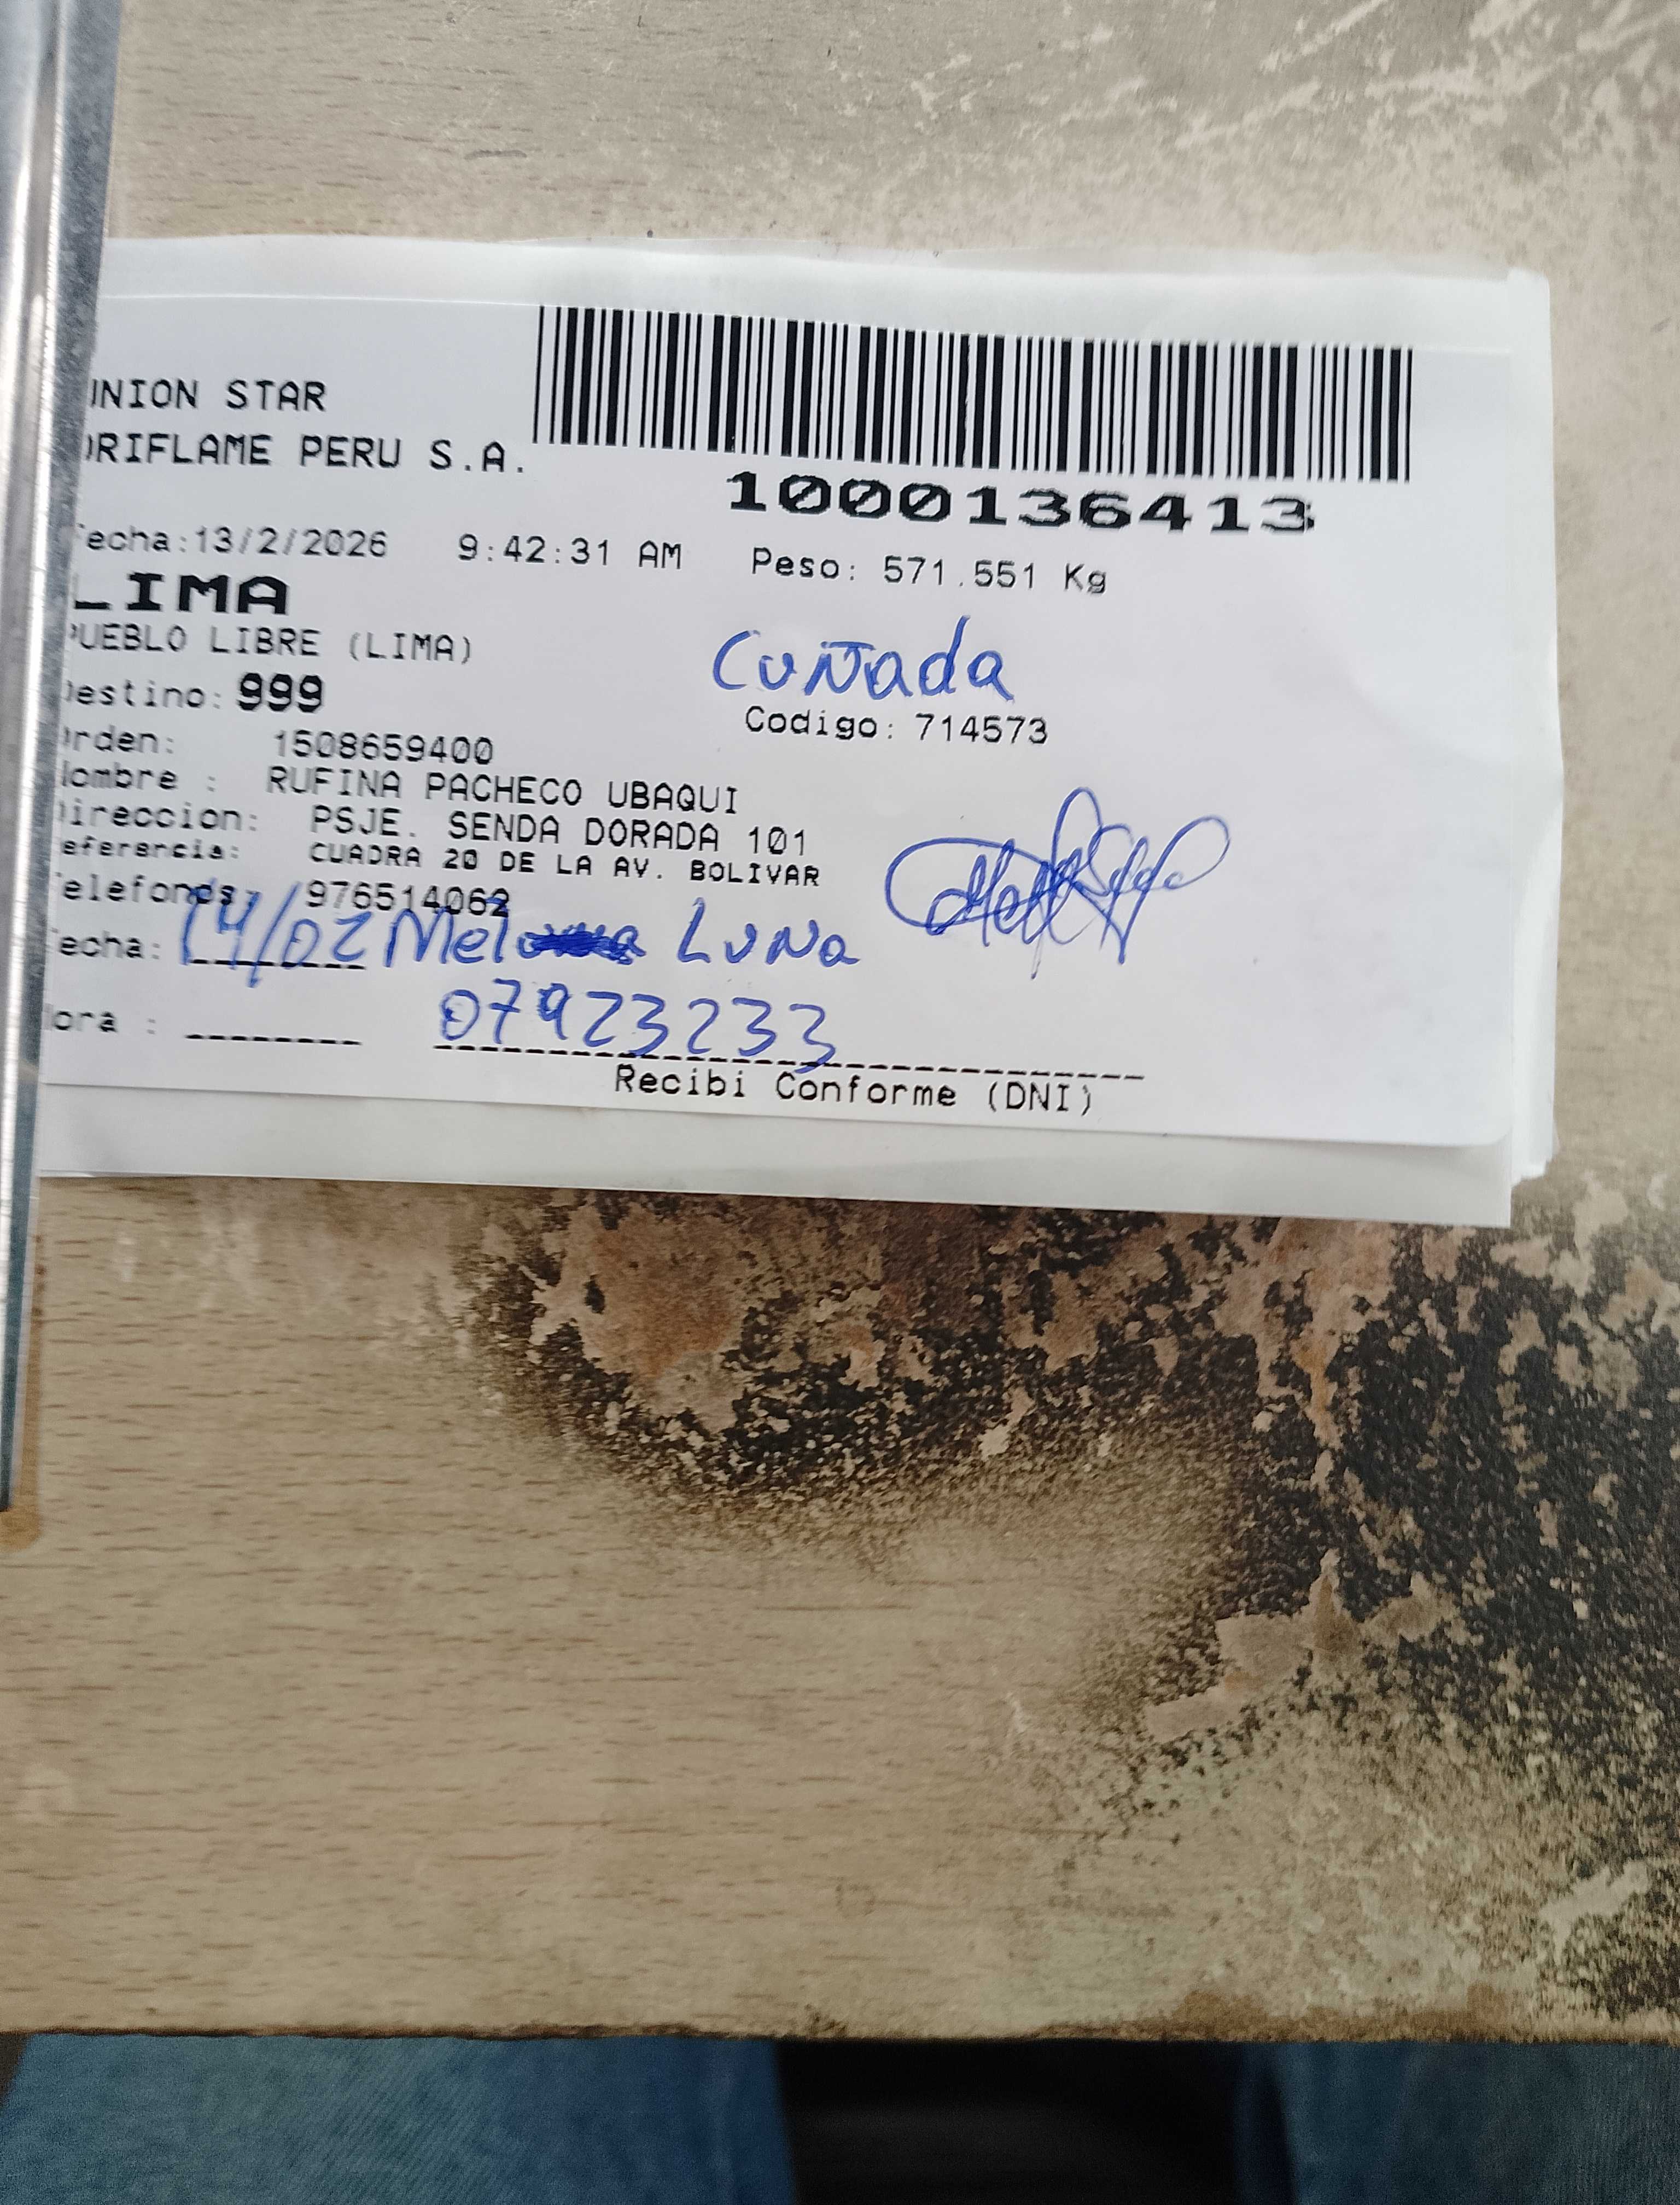 UNION STAR
ORIFLAME PERU S.A.
1000136413
Fecha:13/2/2026 9:42:31 AM Peso: 571.551 Kg
LIMA
PUEBLO LIBRE (LIMA)
Cuñada
Destino: 999
Codigo: 714573
Orden: 1508659400
Nombre : RUFINA PACHECO UBAQUI
Direccion: PSJE. SENDA DORADA 101
Referencia: CUADRA 20 DE LA AV. BOLIVAR
Telefonos: 976514062
Fecha: 14/02 Luna
Hora : 07923233
Recibi Conforme (DNI)